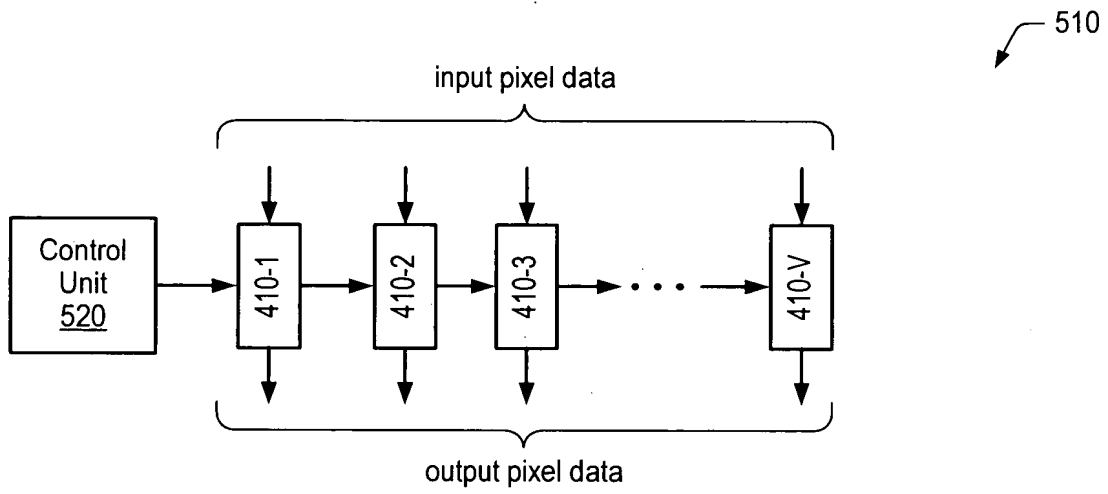 510
input pixel data
Control
Unit
520
410-1
410-2
410-3
410-V
output pixel data